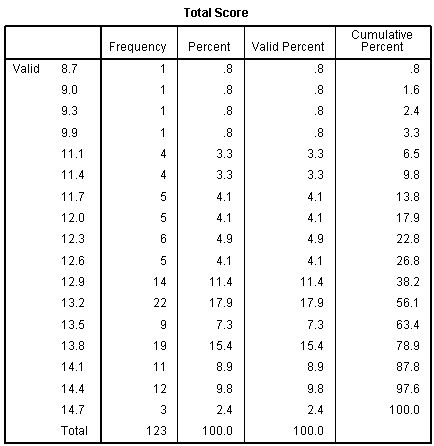 Total Score
Frequency Percent Valid Percent Cumulative Percent
Valid 8.7 1 .8 .8 .8
9.0 1 .8 .8 1.6
9.3 1 .8 .8 2.4
9.9 1 .8 .8 3.3
11.1 4 3.3 3.3 6.5
11.4 4 3.3 3.3 9.8
11.7 5 4.1 4.1 13.8
12.0 5 4.1 4.1 17.9
12.3 6 4.9 4.9 22.8
12.6 5 4.1 4.1 26.8
12.9 14 11.4 11.4 38.2
13.2 22 17.9 17.9 56.1
13.5 9 7.3 7.3 63.4
13.8 19 15.4 15.4 78.9
14.1 11 8.9 8.9 87.8
14.4 12 9.8 9.8 97.6
14.7 3 2.4 2.4 100.0
Total 123 100.0 100.0